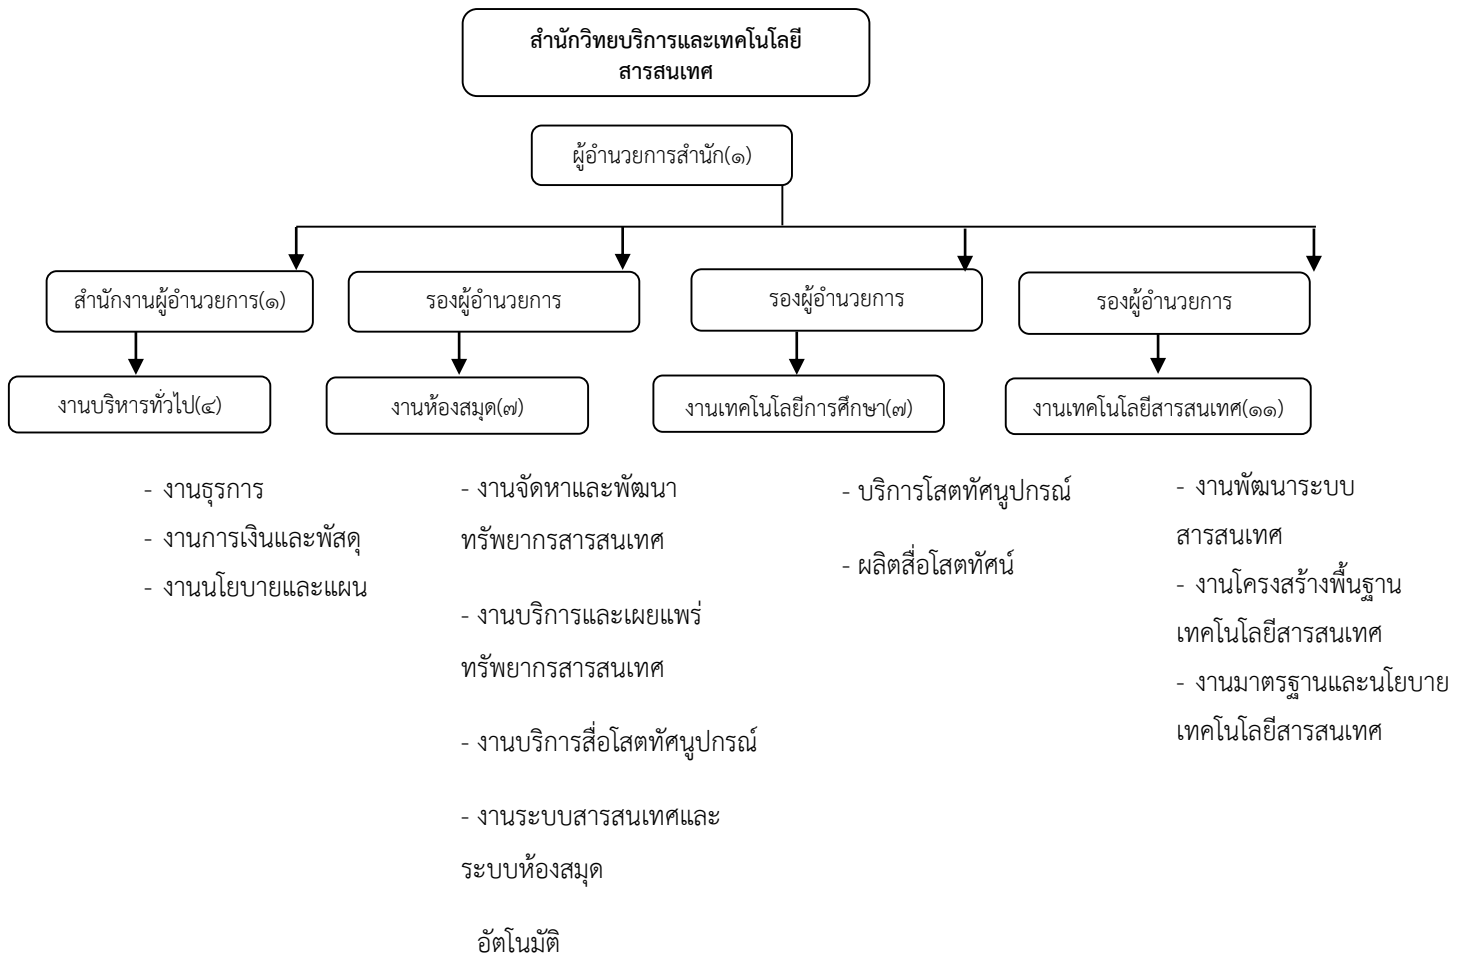 สำนักวิทยบริการและเทคโนโลยี
สารสนเทศ
ผู้อำนวยการสำนัก(๑)
สำนักงานผู้อำนวยการ(๑)
รองผู้อำนวยการ
รองผู้อำนวยการ
รองผู้อำนวยการ
งานบริหารทั่วไป(๔)
งานห้องสมุด(๗)
งานเทคโนโลยีการศึกษา(๗)
งานเทคโนโลยีสารสนเทศ(๑๑)
- งานธุรการ
- งานการเงินและพัสดุ
- งานนโยบายและแผน
- งานจัดหาและพัฒนา
ทรัพยากรสารสนเทศ
- งานบริการและเผยแพร่
ทรัพยากรสารสนเทศ
- งานบริการสื่อโสตทัศนูปกรณ์
- งานระบบสารสนเทศและ
ระบบห้องสมุด
อัตโนมัติ
- บริการโสตทัศนูปกรณ์
- ผลิตสื่อโสตทัศน์
- งานพัฒนาระบบ
สารสนเทศ
- งานโครงสร้างพื้นฐาน
เทคโนโลยีสารสนเทศ
- งานมาตรฐานและนโยบาย
เทคโนโลยีสารสนเทศ